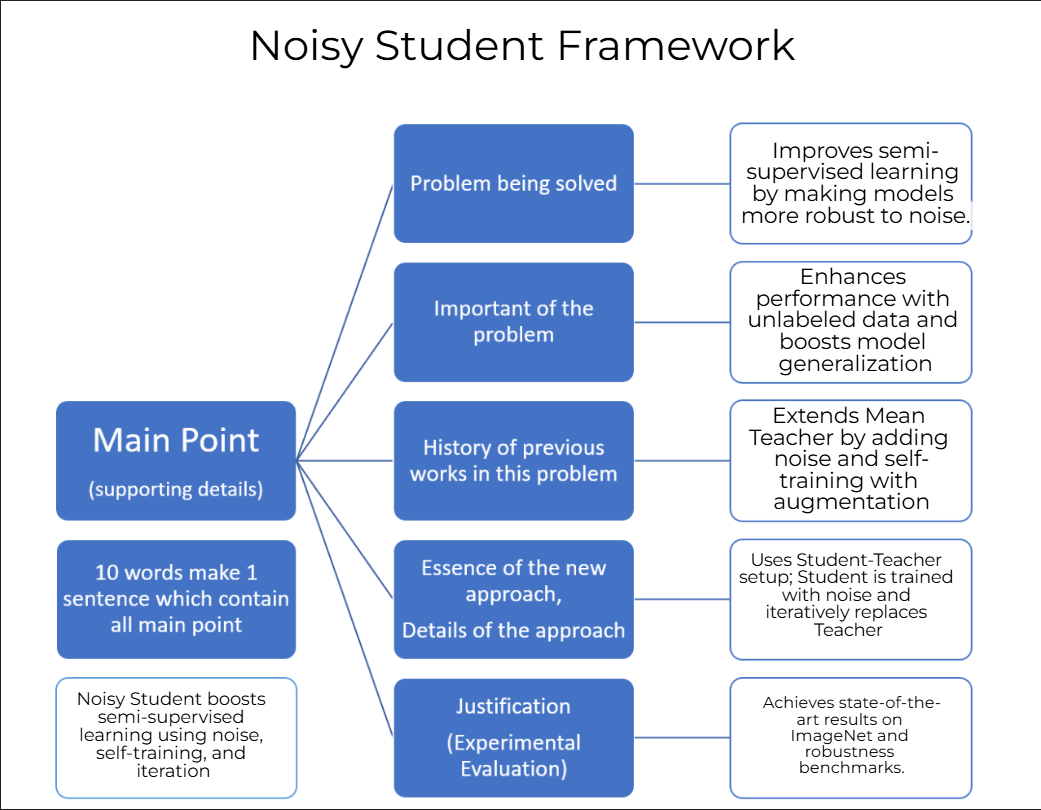 Noisy Student Framework
Problem being solved
Improves semi-
supervised learning
by making models
more robust to noise.
Important of the
problem
Enhances
performance with
unlabeled data and
boosts model
generalization
Main Point
(supporting details)
History of previous
works in this problem
Extends Mean
Teacher by adding
noise and self-
training with
augmentation
10 words make 1
sentence which contain
all main point
Essence of the new
approach,
Details of the approach
Uses Student-Teacher
setup; Student is trained
with noise and
iteratively replaces
Teacher
Noisy Student boosts
semi-supervised
learning using noise,
self-training, and
iteration
Justification
(Experimental
Evaluation)
Achieves state-of-the-
art results on
ImageNet and
robustness
benchmarks.